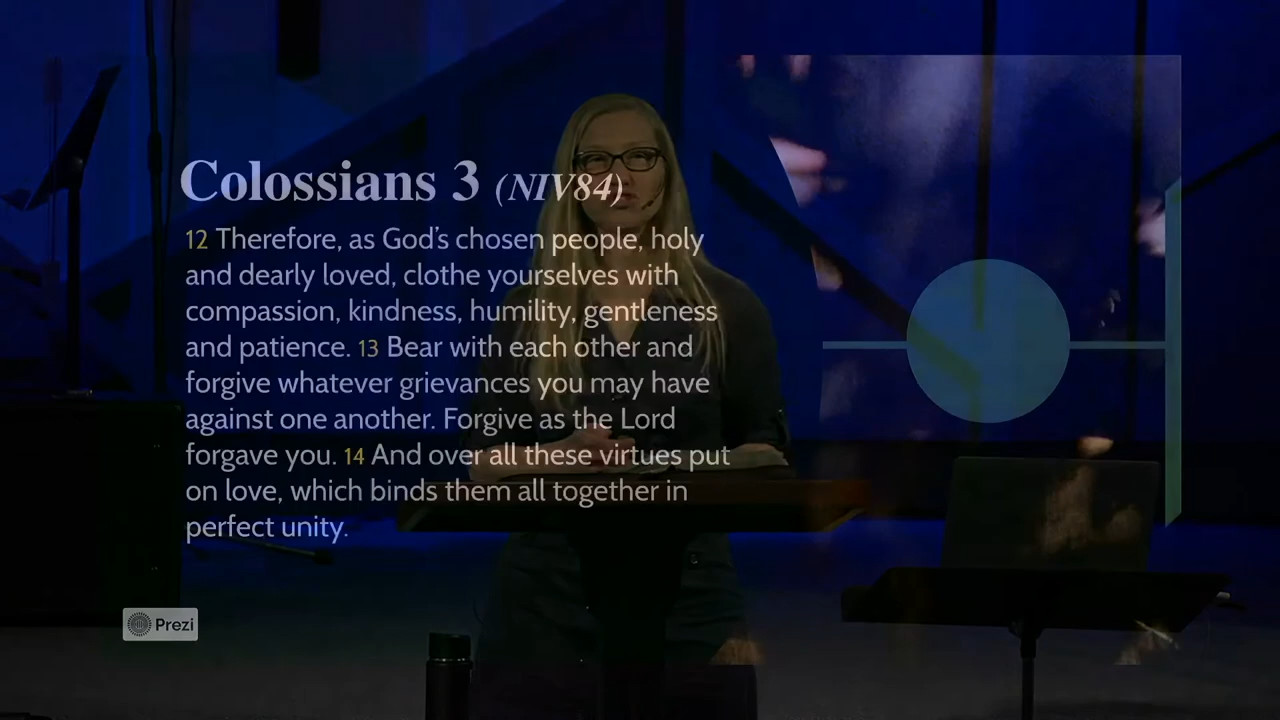 Colossians 3 (NIV84)
12 Therefore, as God's chosen people, holy
and dearly loved, clothe yourselves with
compassion, kindness, humility, gentleness
and patience. 13 Bear with each other and
forgive whatever grievances you may have
against one another. Forgive as the Lord
forgave you. 14 And over all these virtues put
on love, which binds them all together in
perfect unity.
Prezi